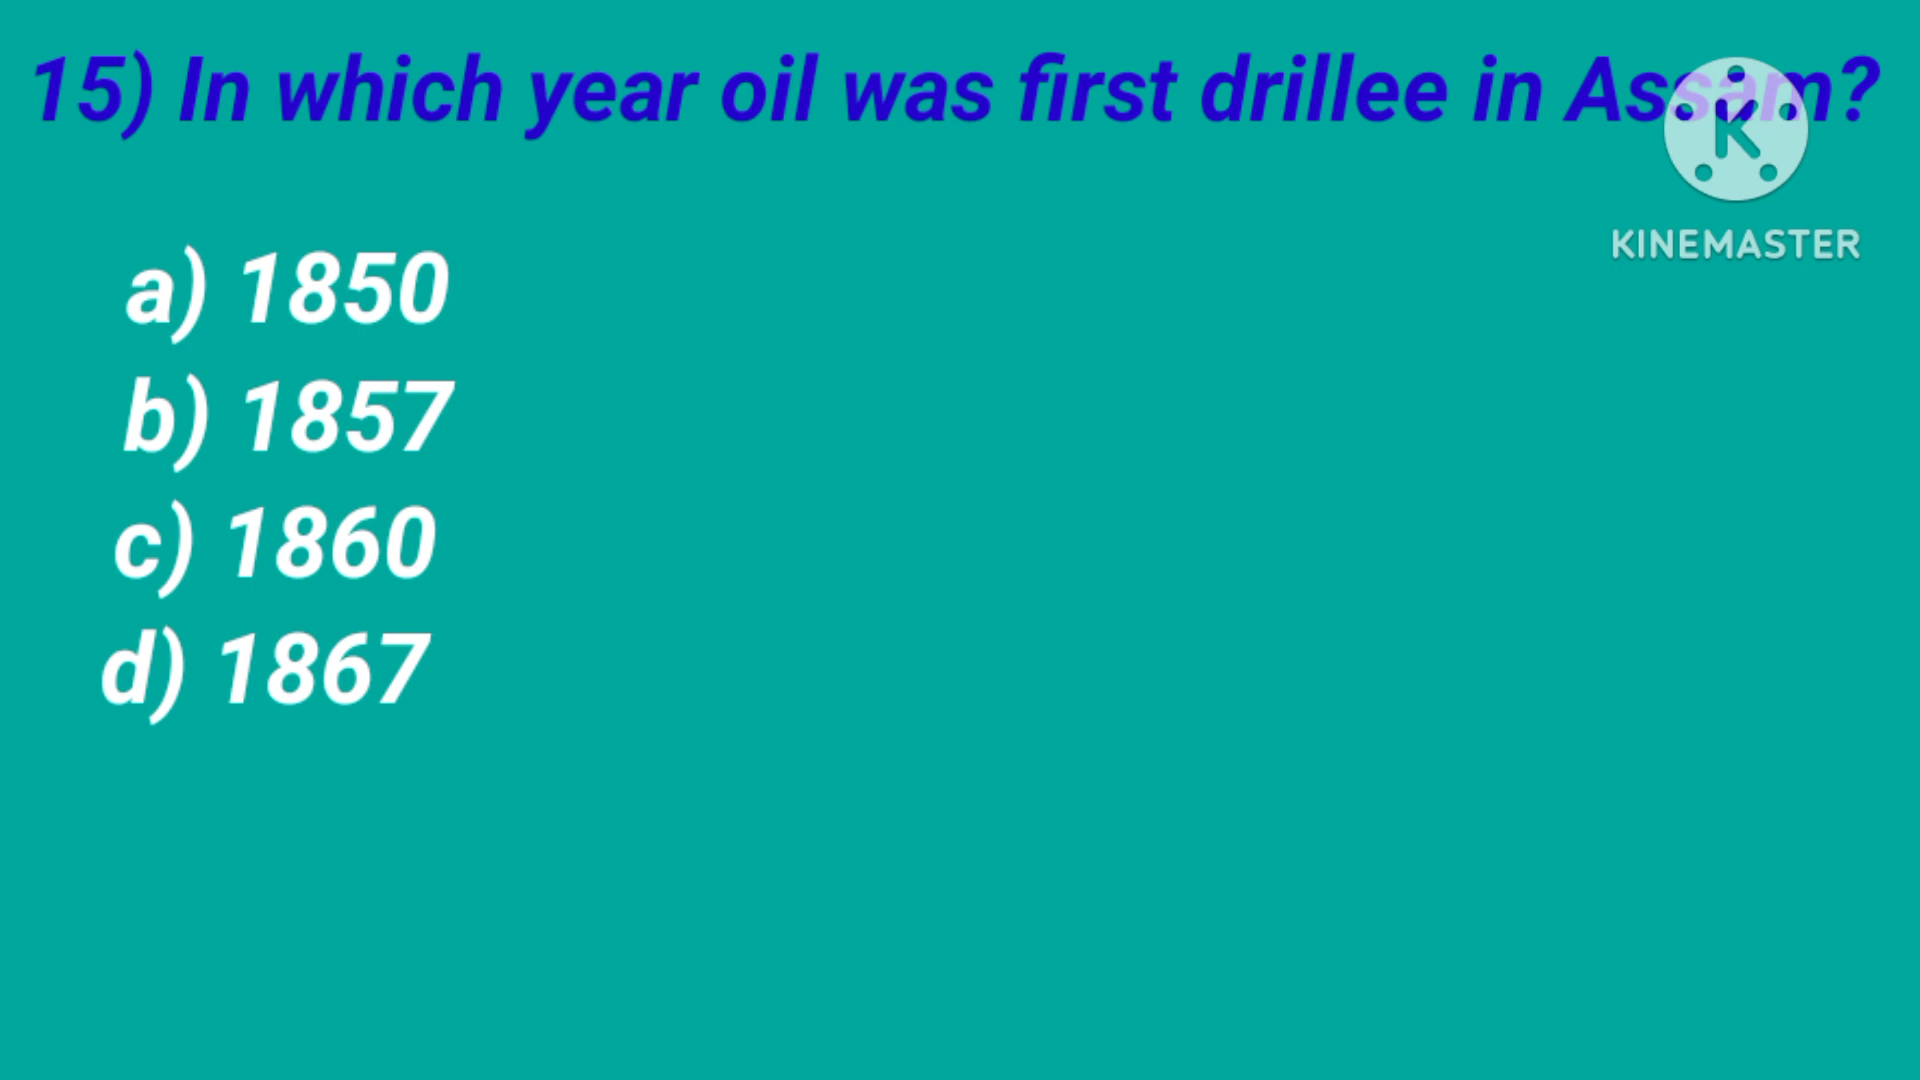 15) In which year oil was first drillee in Assam?
K
KINEMASTER
a) 1850
b) 1857
c) 1860
d) 1867